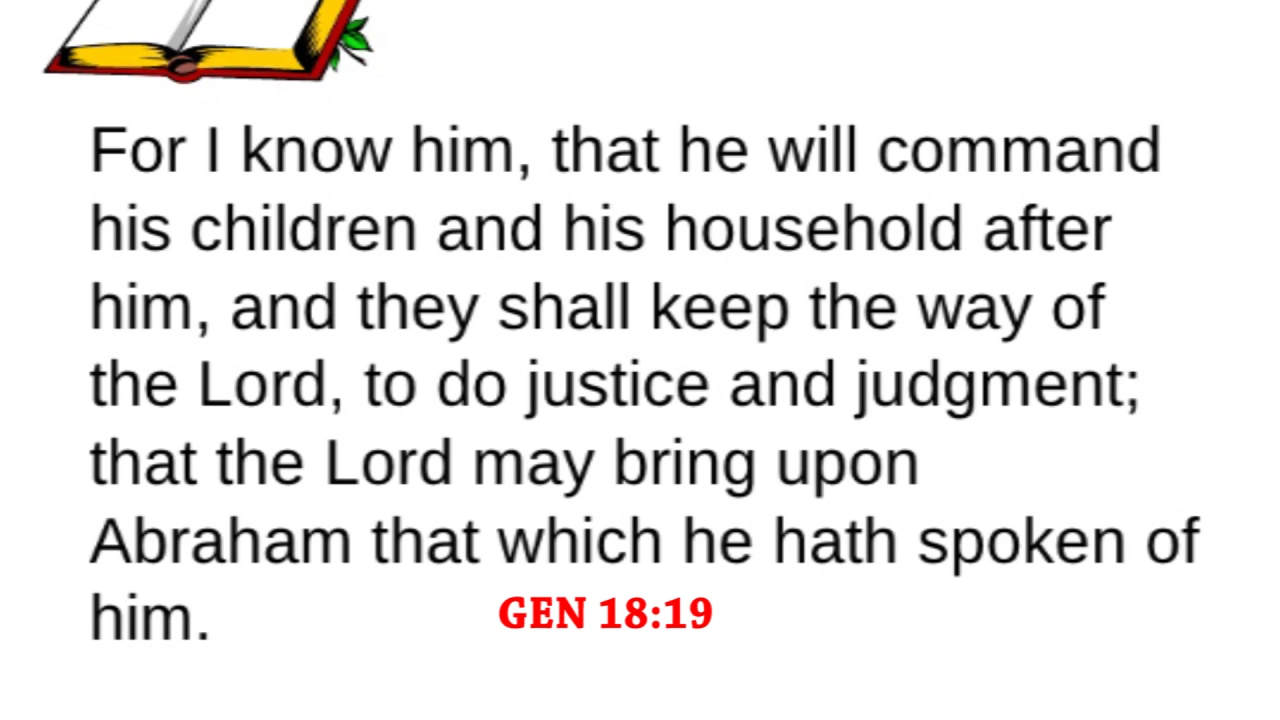 For I know him, that he will command
his children and his household after
him, and they shall keep the way of
the Lord, to do justice and judgment;
that the Lord may bring upon
Abraham that which he hath spoken of
him. GEN 18:19